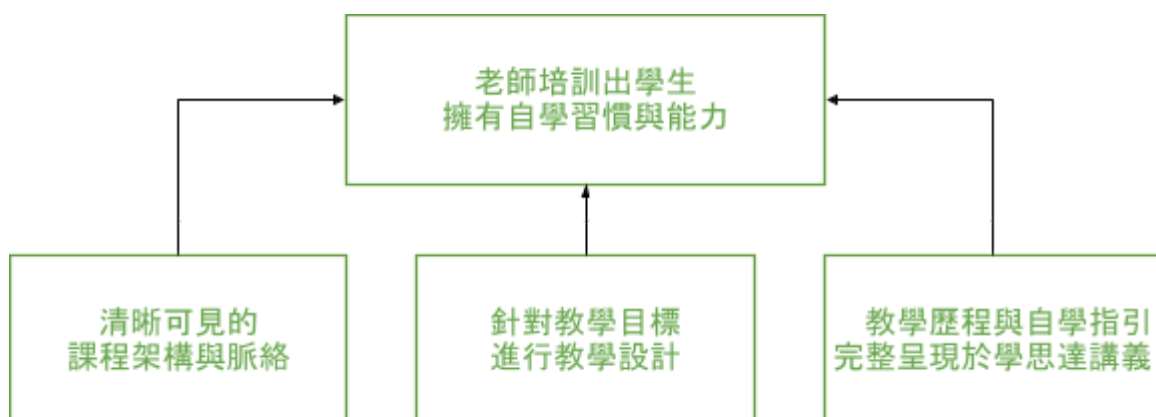 老師培訓出學生
擁有自學習慣與能力
清晰可見的
課程架構與脈絡
針對教學目標
進行教學設計
教學歷程與自學指引
完整呈現於學思達講義